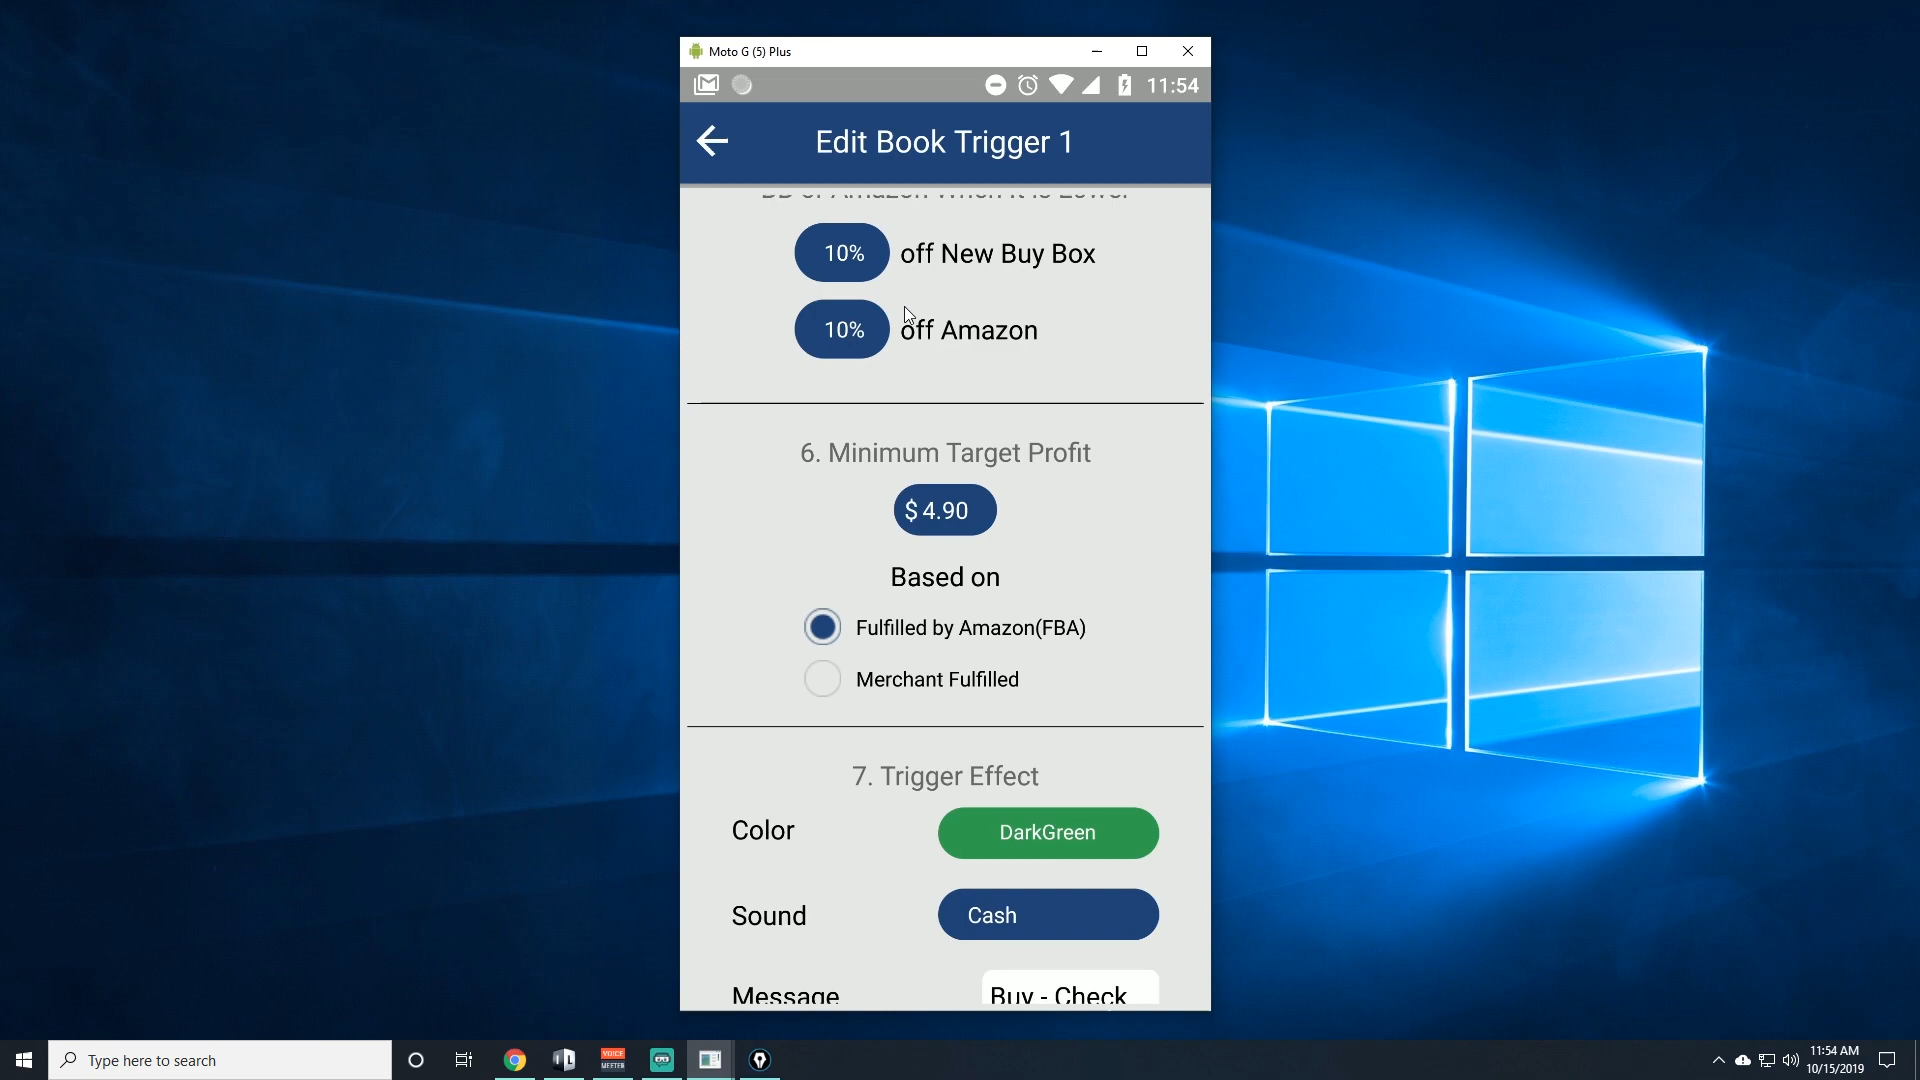 Moto G (5) Plus
11:54
Edit Book Trigger 1
10% off New Buy Box
10% off Amazon
6. Minimum Target Profit
$ 4.90
Based on
Fulfilled by Amazon(FBA)
Merchant Fulfilled
7. Trigger Effect
Color DarkGreen
Sound Cash
Message Buy - Check
Type here to search
VOICE
MEETER
11:54 AM
10/15/2019